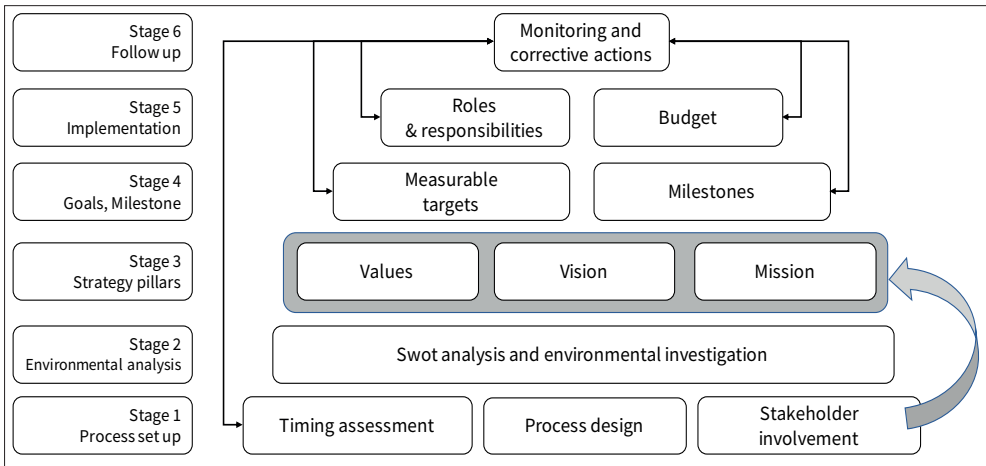 Stage 6
Follow up
Monitoring and
corrective actions
Stage 5
Implementation
Roles
& responsibilities
Budget
Stage 4
Goals, Milestone
Measurable
targets
Milestones
Stage 3
Strategy pillars
Values
Vision
Mission
Stage 2
Environmental analysis
Swot analysis and environmental investigation
Stage 1
Process set up
Timing assessment
Process design
Stakeholder
involvement